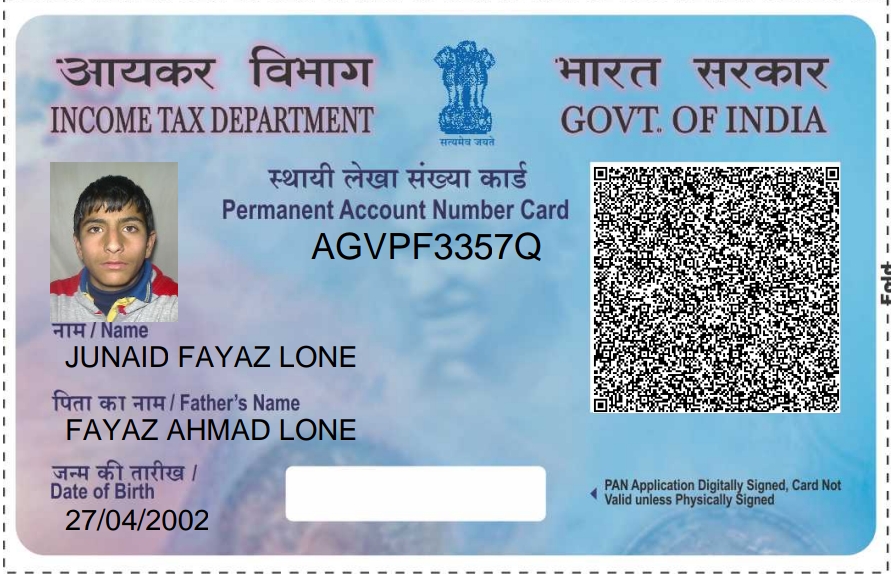 आयकर विभाग
INCOME TAX DEPARTMENT
भारत सरकार
GOVT. OF INDIA
सत्यमेव जयते
स्थायी लेखा संख्या कार्ड
Permanent Account Number Card
AGVPF3357Q
नाम / Name
JUNAID FAYAZ LONE
पिता का नाम / Father's Name
FAYAZ AHMAD LONE
जन्म की तारीख /
Date of Birth
27/04/2002
PAN Application Digitally Signed, Card Not
Valid unless Physically Signed
Fold